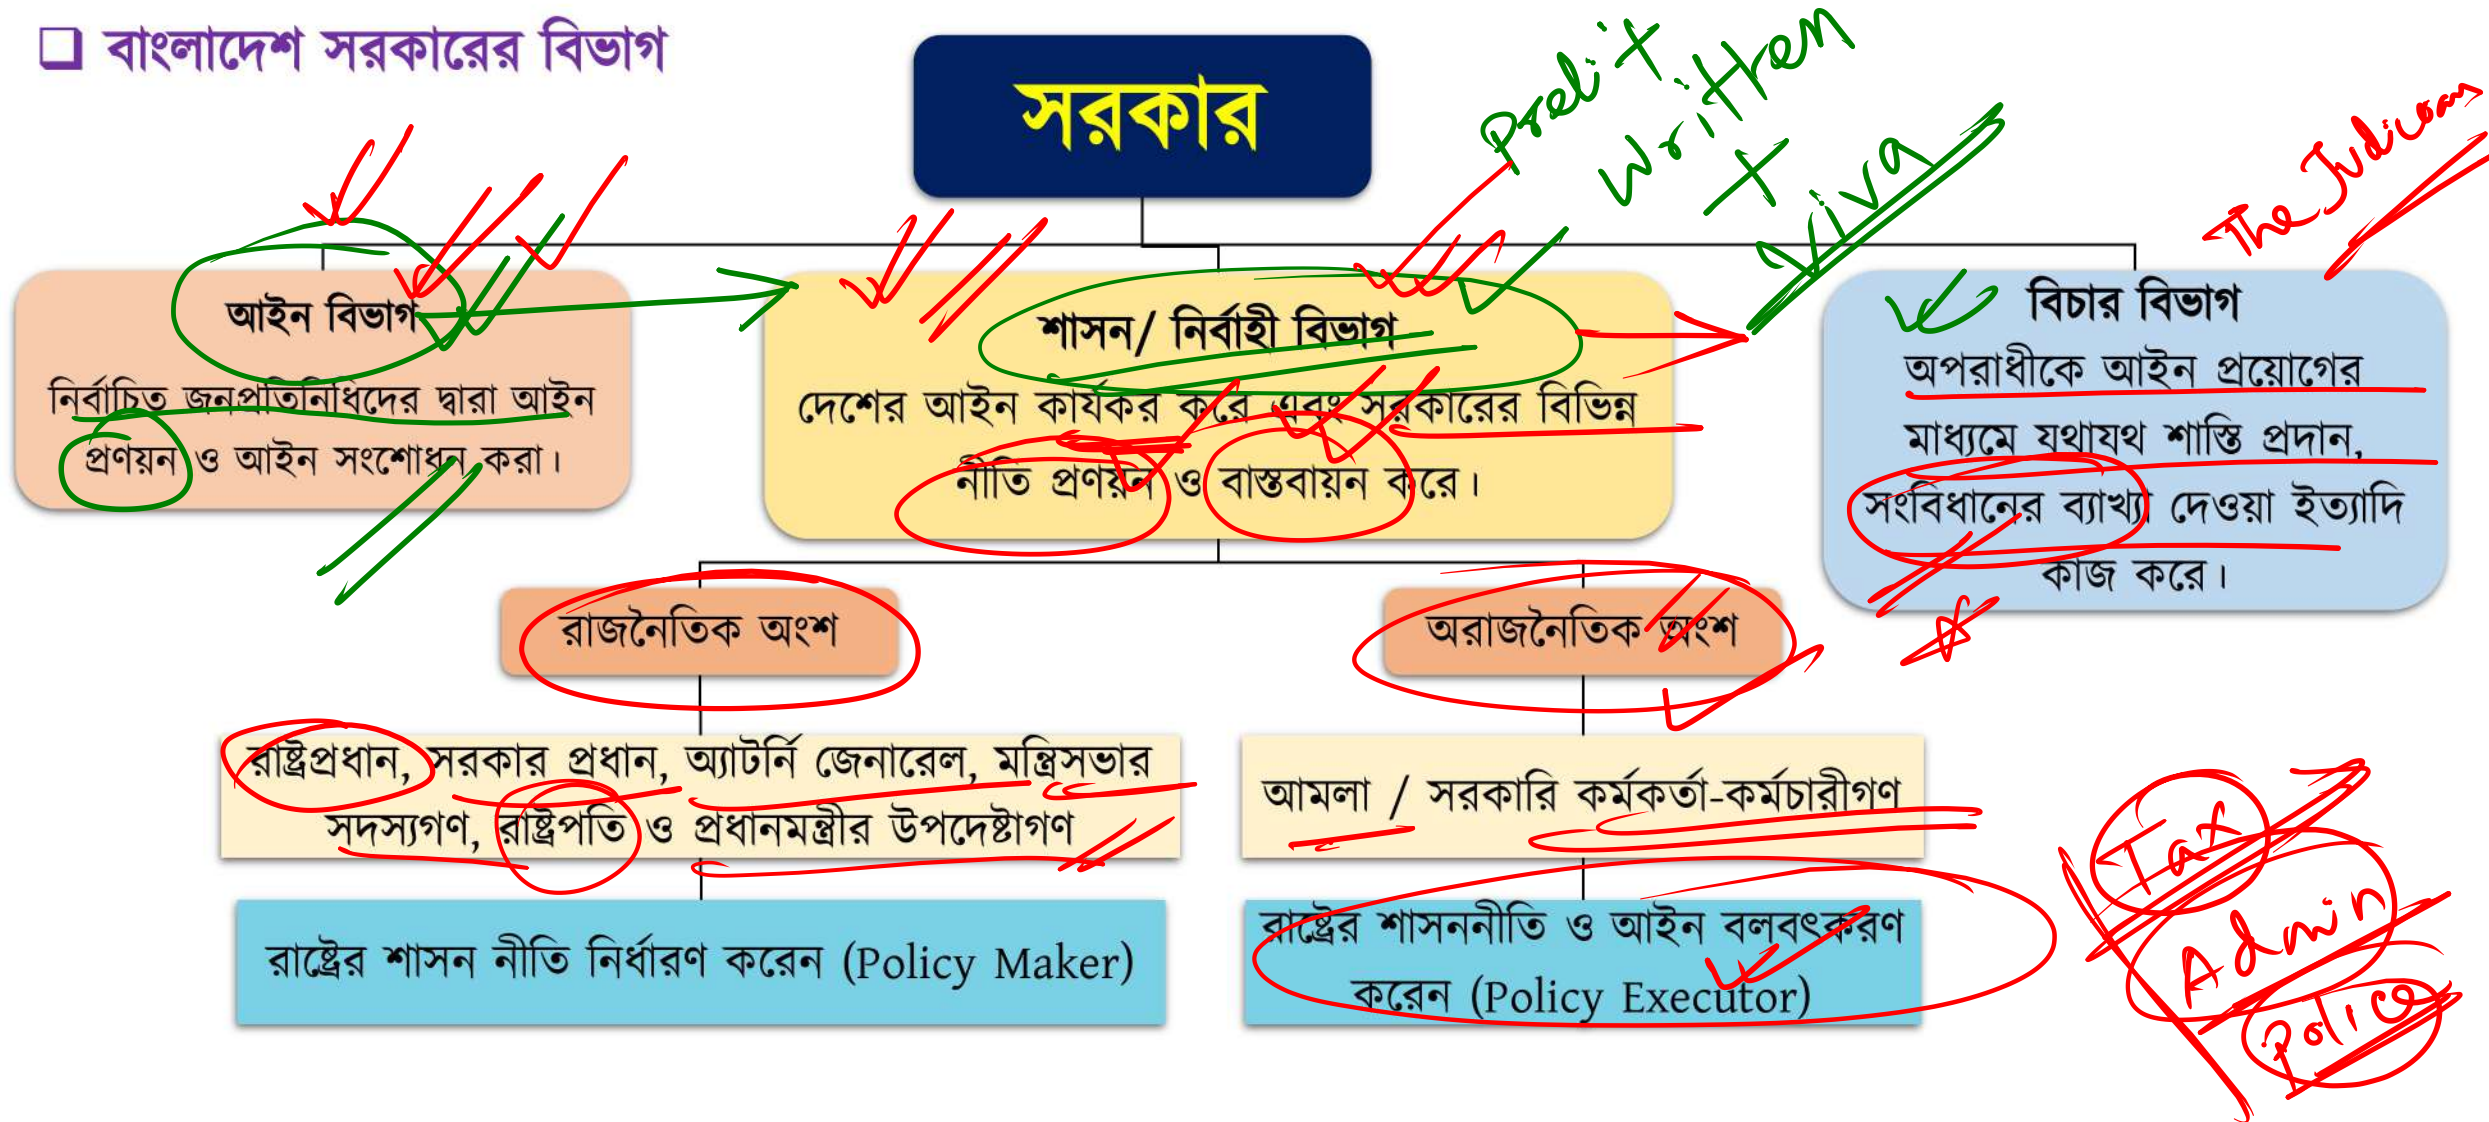 বাংলাদেশ সরকারের বিভাগ
সরকার
Preli +
Written
+
Viva
The Judiciary
আইন বিভাগ
নির্বাচিত জনপ্রতিনিধিদের দ্বারা আইন
প্রণয়ন ও আইন সংশোধন করা।
শাসন/ নির্বাহী বিভাগ
দেশের আইন কার্যকর করে এবং সরকারের বিভিন্ন
নীতি প্রণয়ন ও বাস্তবায়ন করে।
বিচার বিভাগ
অপরাধীকে আইন প্রয়োগের
মাধ্যমে যথাযথ শাস্তি প্রদান,
সংবিধানের ব্যাখ্যা দেওয়া ইত্যাদি
কাজ করে।
রাজনৈতিক অংশ
অরাজনৈতিক অংশ
রাষ্ট্রপ্রধান, সরকার প্রধান, অ্যাটর্নি জেনারেল, মন্ত্রিসভার
সদস্যগণ, রাষ্ট্রপতি ও প্রধানমন্ত্রীর উপদেষ্টাগণ
আমলা / সরকারি কর্মকর্তা-কর্মচারীগণ
রাষ্ট্রের শাসন নীতি নির্ধারণ করেন (Policy Maker)
রাষ্ট্রের শাসননীতি ও আইন বলবৎকরণ
করেন (Policy Executor)
Tax
Admin
Police